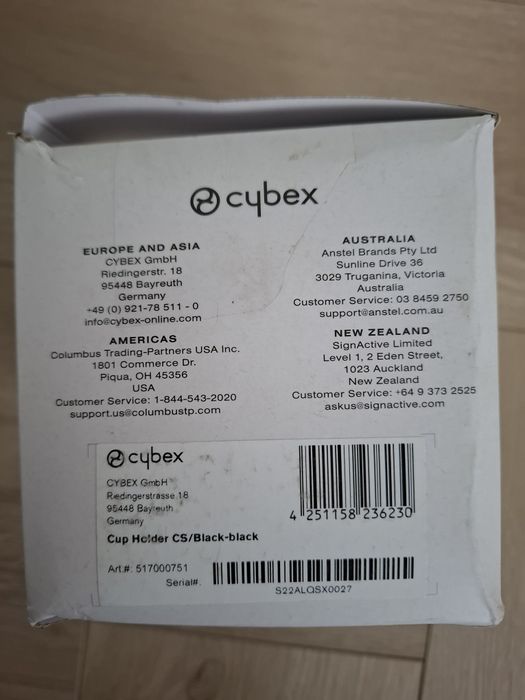 cybex
EUROPE AND ASIA
CYBEX GmbH
Riedingerstr. 18
95448 Bayreuth
Germany
+49 (0) 921-78 511 - 0
info@cybex-online.com
AMERICAS
Columbus Trading-Partners USA Inc.
1801 Commerce Dr.
Piqua, OH 45356
USA
Customer Service: 1-844-543-2020
support.us@columbustp.com
AUSTRALIA
Anstel Brands Pty Ltd
Sunline Drive 36
3029 Truganina, Victoria
Australia
Customer Service: 03 8459 2750
support@anstel.com.au
NEW ZEALAND
SignActive Limited
Level 1, 2 Eden Street,
1023 Auckland
New Zealand
Customer Service: +64 9 373 2525
askus@signactive.com
cybex
CYBEX GmbH
Riedingerstrasse 18
95448 Bayreuth
Germany
Cup Holder CS/Black-black
4 251158 236230
Art.#: 517000751
Serial#:
S22ALQSX0027